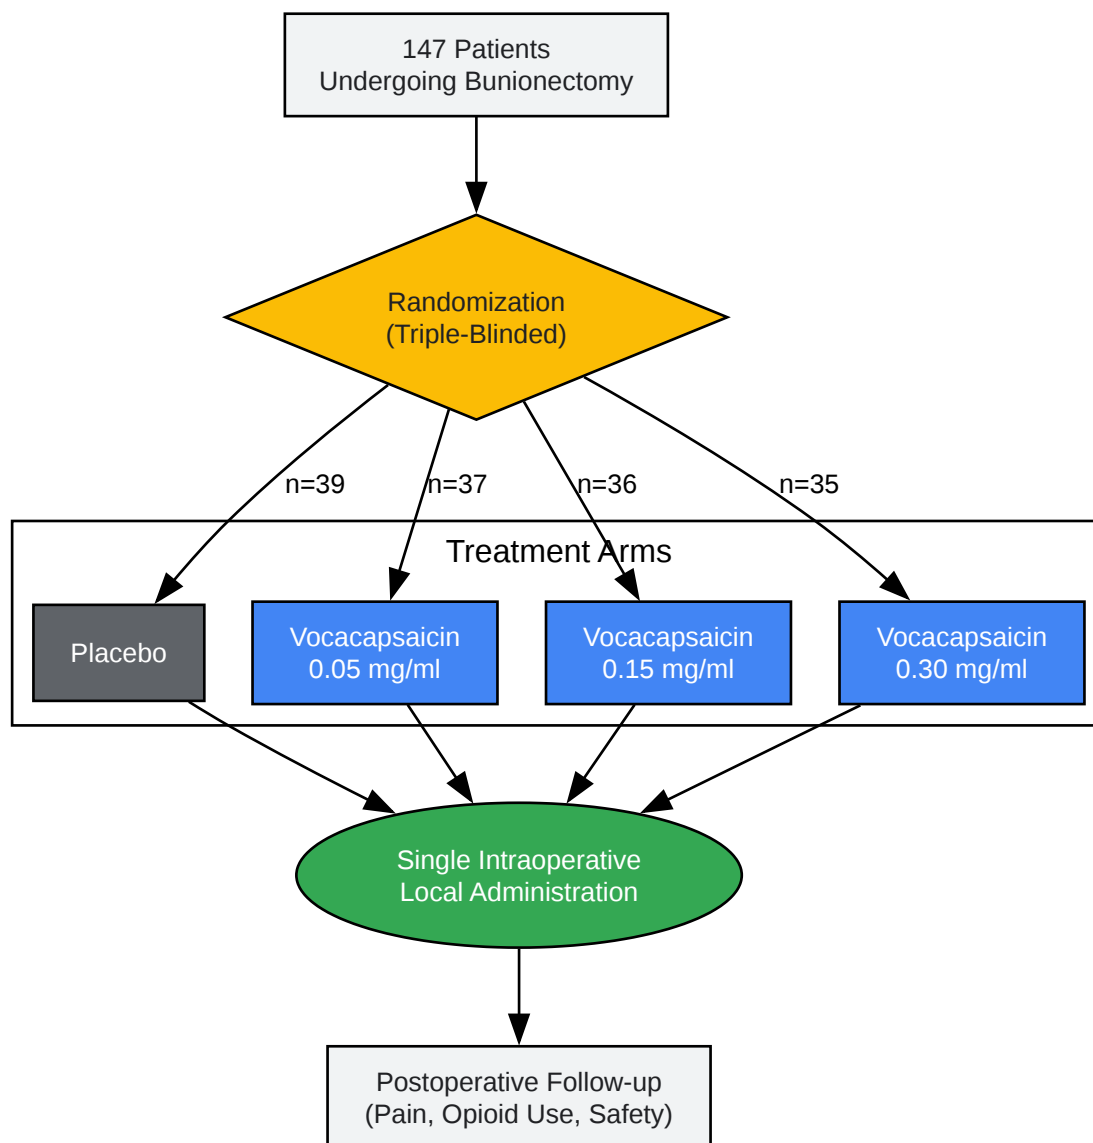 147 Patients
Undergoing Bunionectomy
Randomization
(Triple-Blinded)
n=39
n=37
n=36
n=35
Treatment Arms
Placebo
Vocacapsaicin
0.05 mg/ml
Vocacapsaicin
0.15 mg/ml
Vocacapsaicin
0.30 mg/ml
Single Intraoperative
Local Administration
Postoperative Follow-up
(Pain, Opioid Use, Safety)